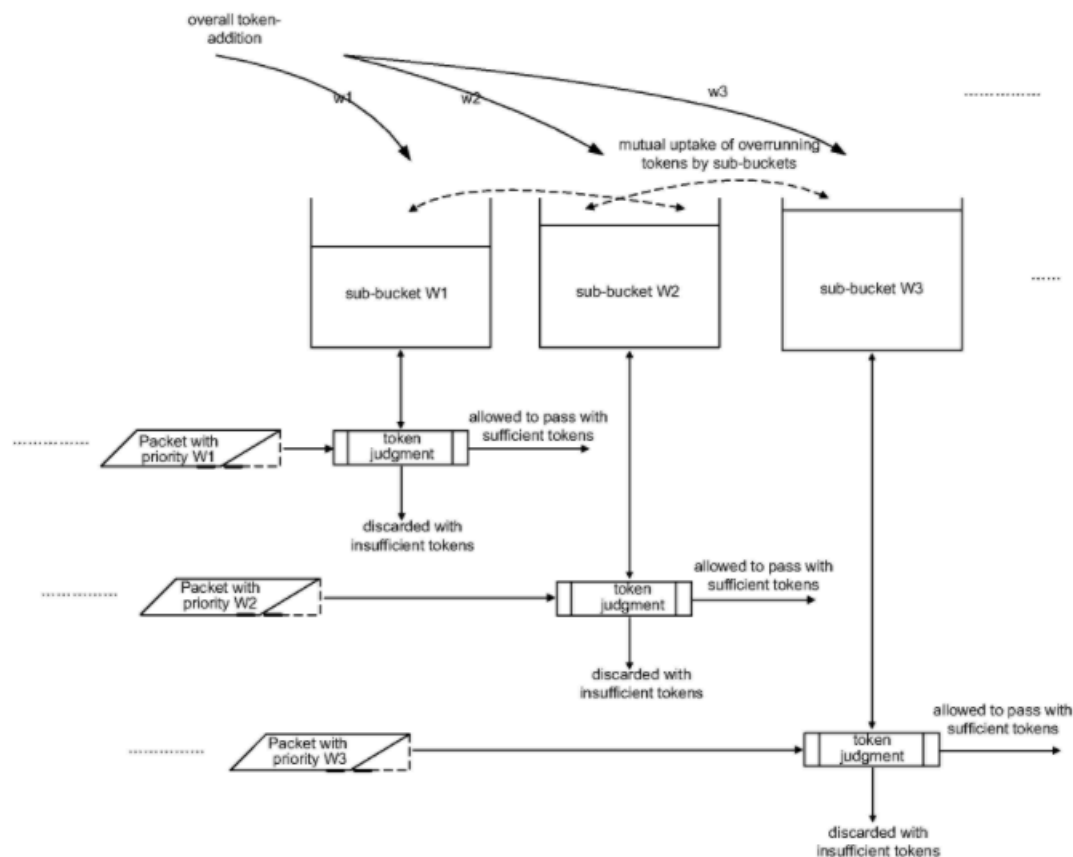 overall token-
addition
w1
w2
w3
..............
mutual uptake of overrunning
tokens by sub-buckets
sub-bucket W1
sub-bucket W2
sub-bucket W3
......
allowed to pass with
sufficient tokens
..............
Packet with
priority W1
token
judgment
discarded with
insufficient tokens
allowed to pass with
sufficient tokens
..............
Packet with
priority W2
token
judgment
discarded with
insufficient tokens
allowed to pass with
sufficient tokens
..............
Packet with
priority W3
token
judgment
discarded with
insufficient tokens